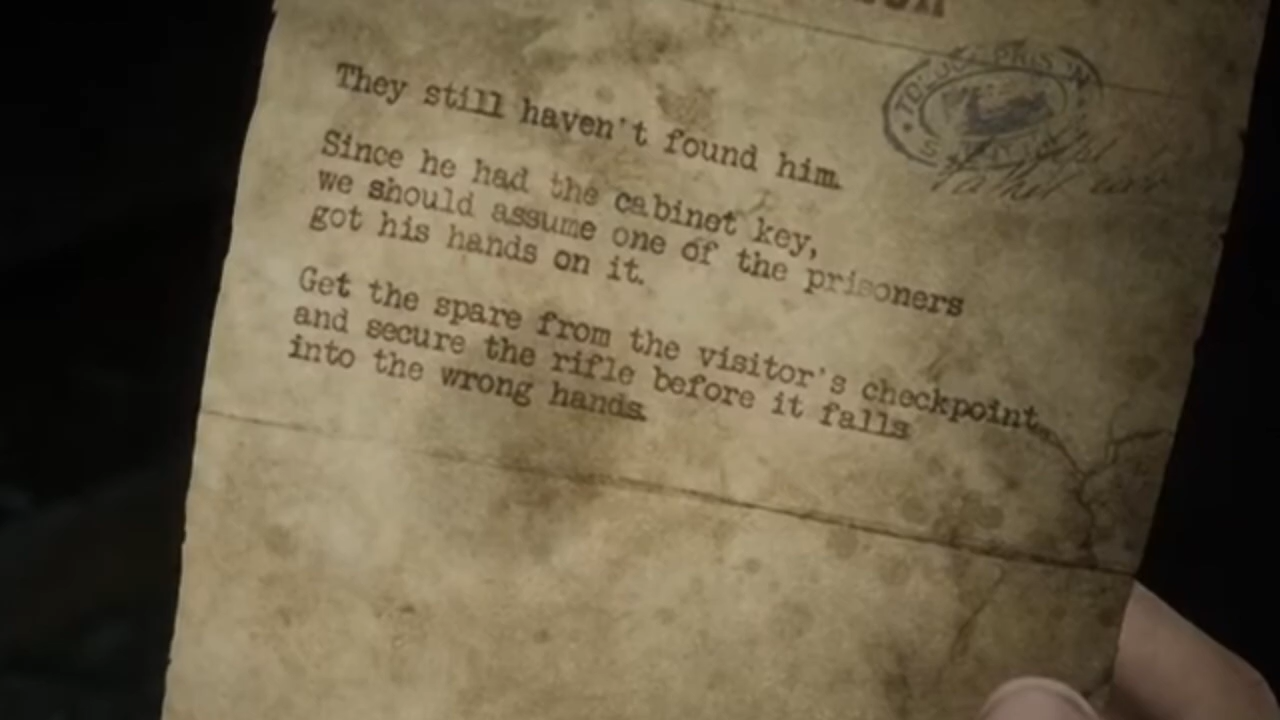 They still haven't found him.
Since he had the cabinet key,
we should assume one of the prisoners
got his hands on it.
Get the spare from the visitor's checkpoint
and secure the rifle before it falls
into the wrong hands.